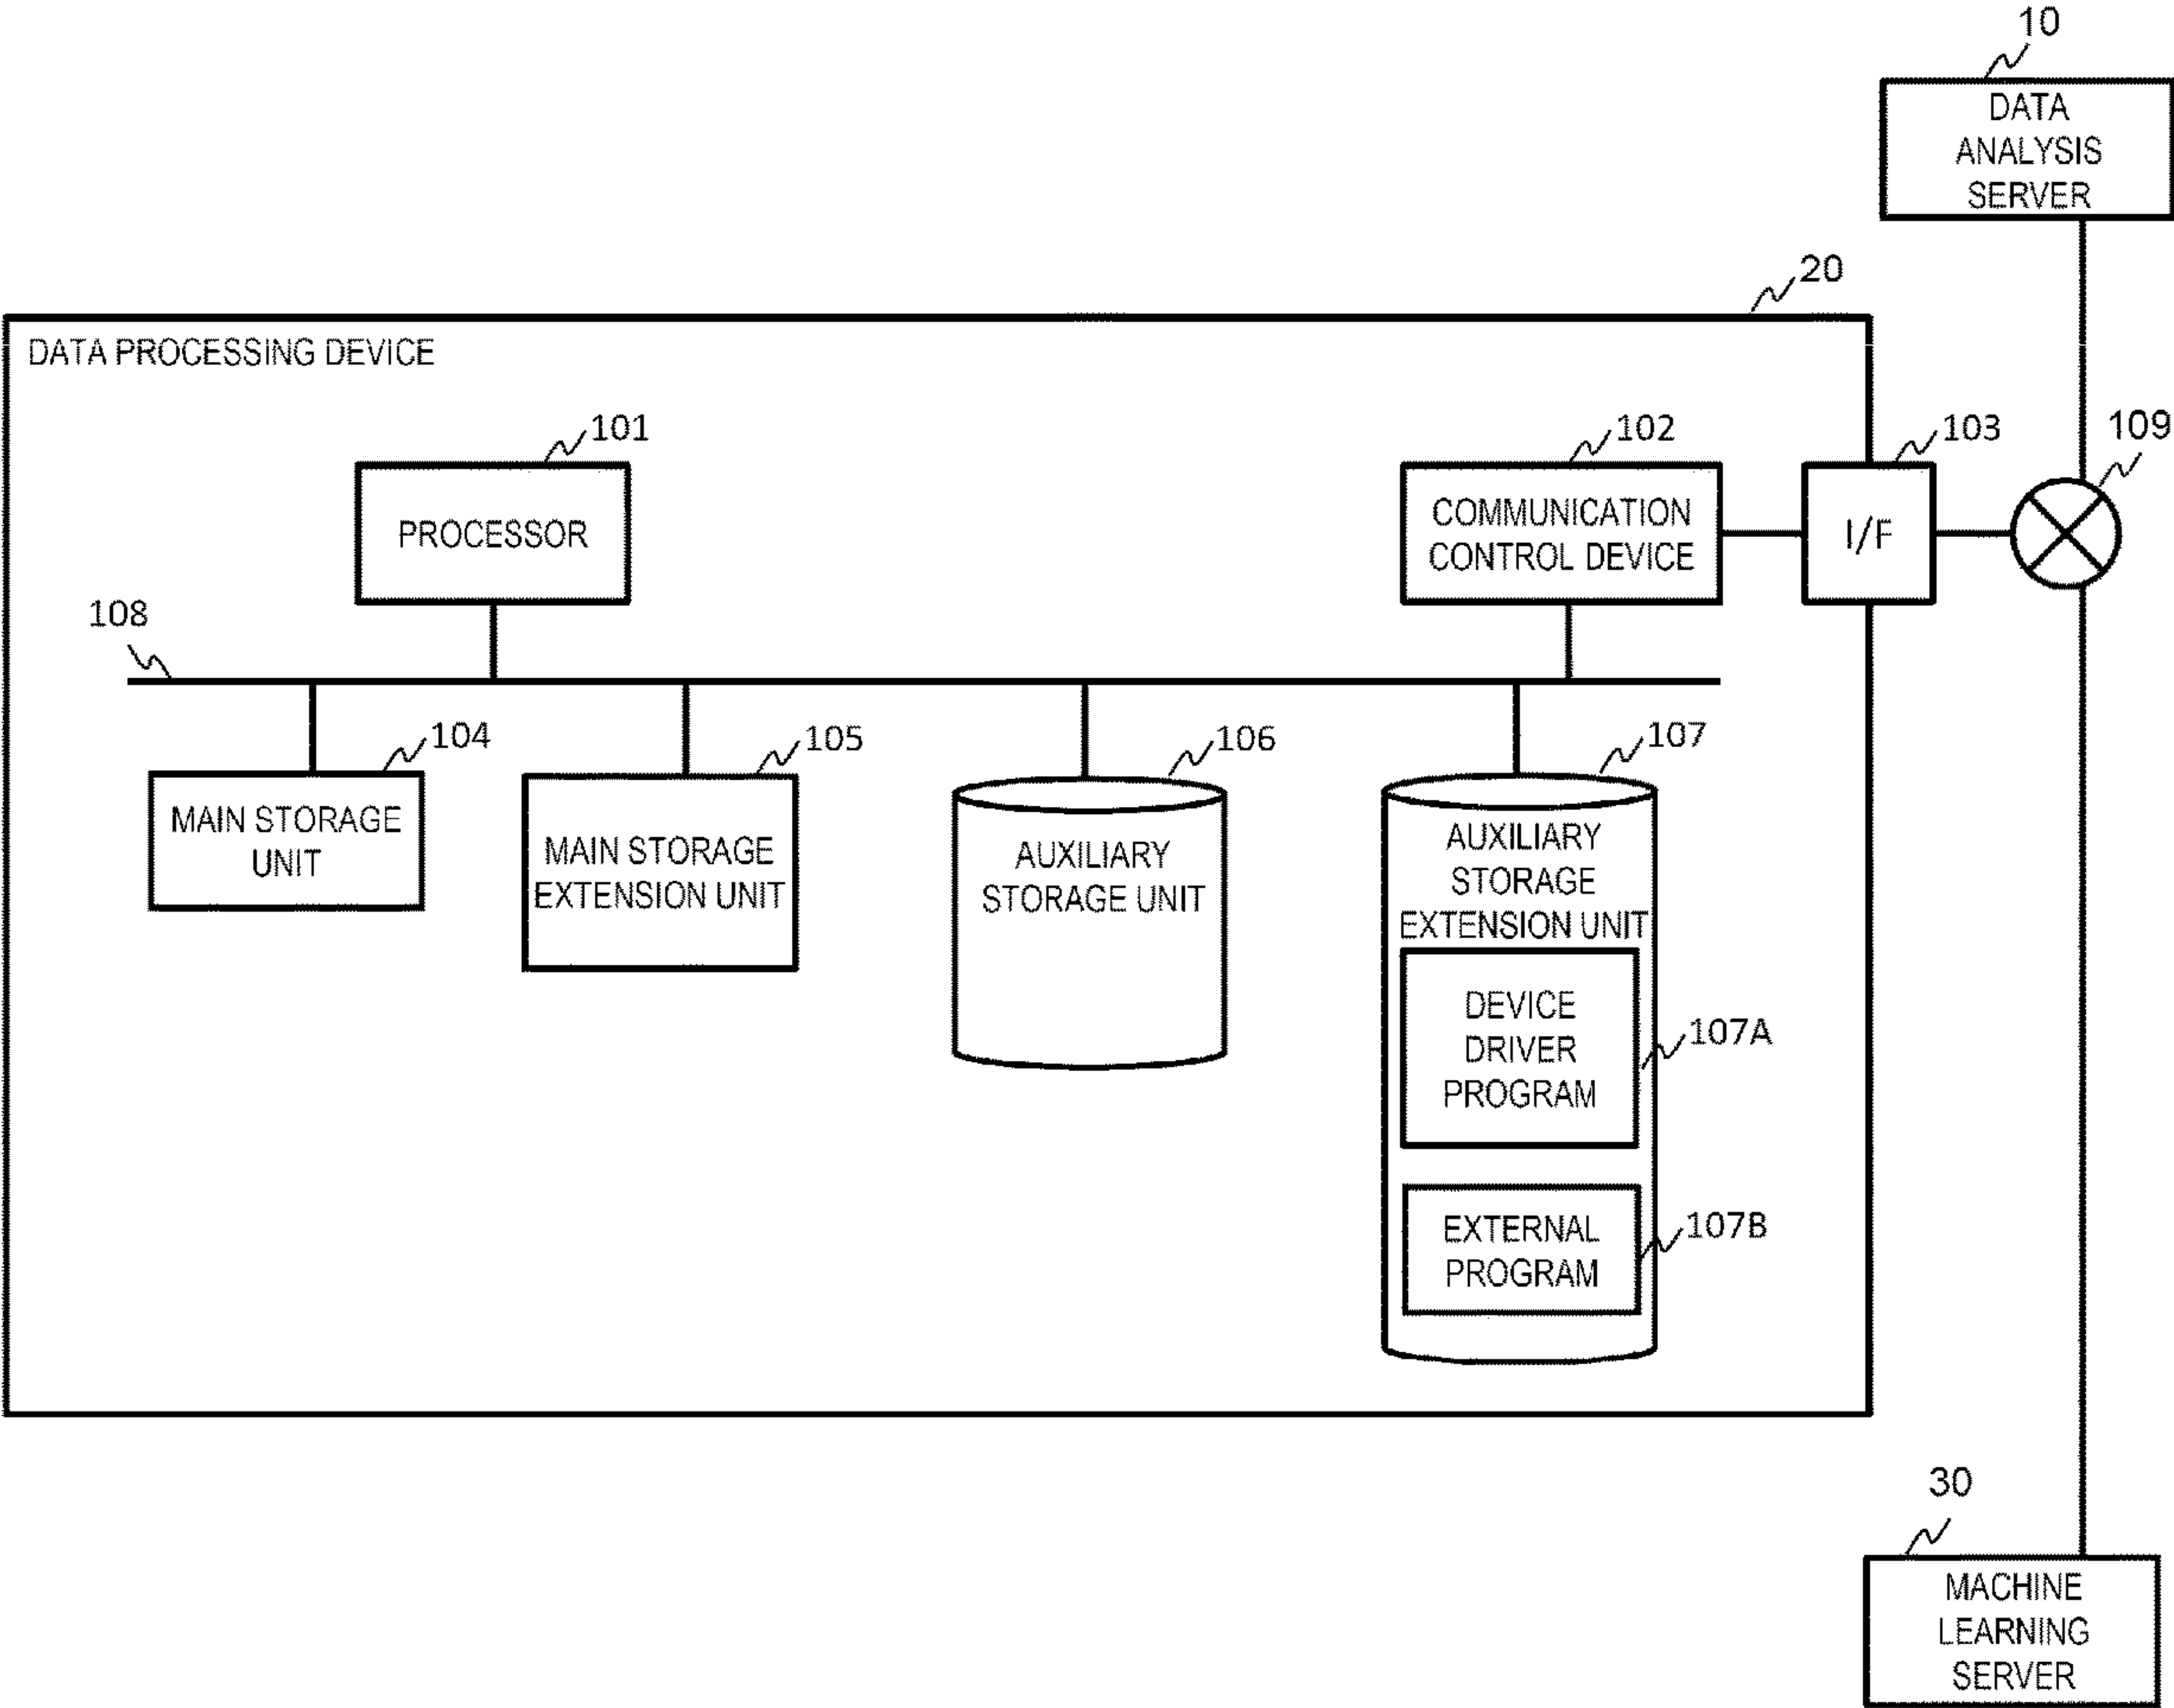 10
DATA
ANALYSIS
SERVER
20
DATA PROCESSING DEVICE
101
PROCESSOR
102
COMMUNICATION
CONTROL DEVICE
103
I/F
109
108
104
MAIN STORAGE
UNIT
105
MAIN STORAGE
EXTENSION UNIT
106
AUXILIARY
STORAGE UNIT
107
AUXILIARY
STORAGE
EXTENSION UNIT
DEVICE
DRIVER
PROGRAM
107A
EXTERNAL
PROGRAM
107B
30
MACHINE
LEARNING
SERVER